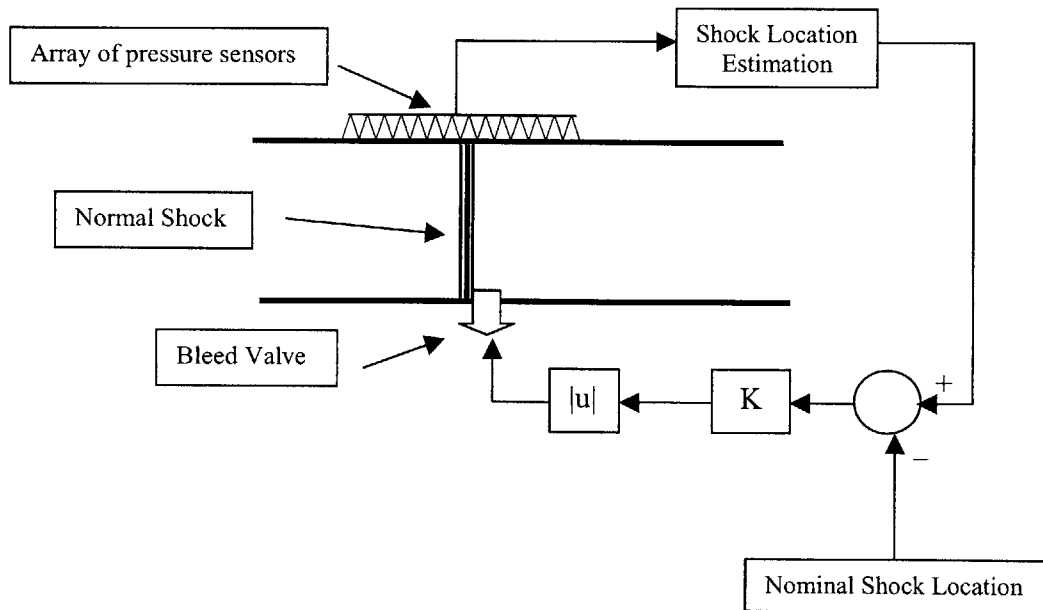 Array of pressure sensors
Shock Location
Estimation
Normal Shock
Bleed Valve
|u|
K
+
−
Nominal Shock Location